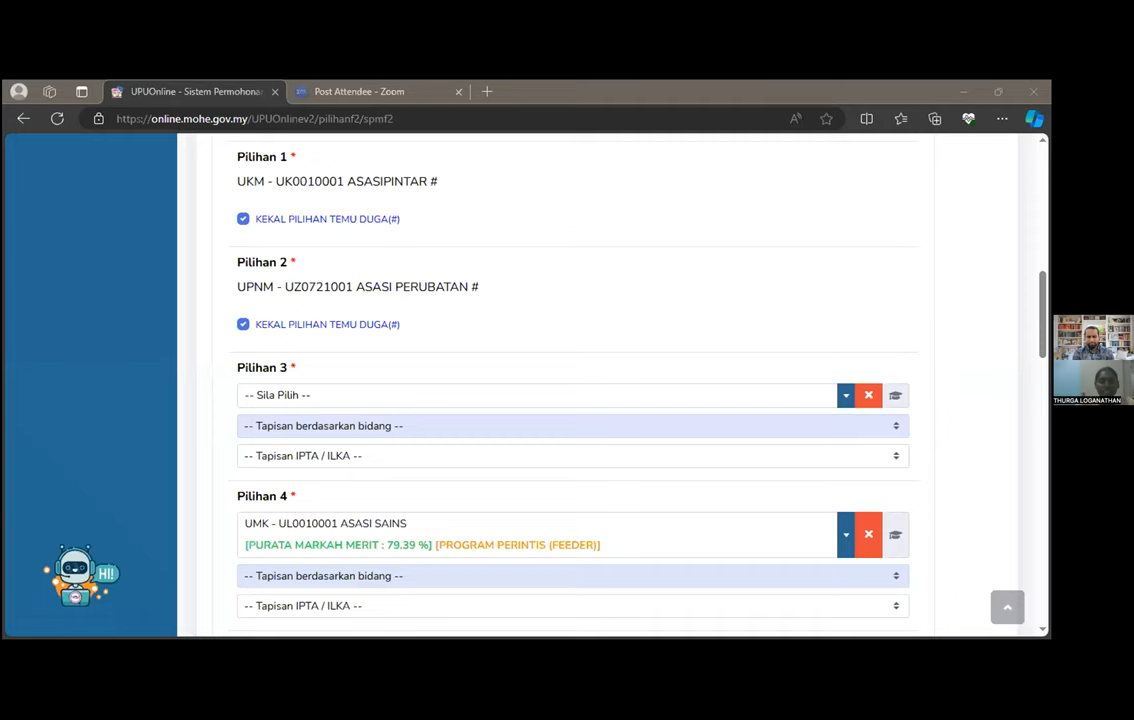 UPUOnline - Sistem Permohonan
Post Attendee - Zoom
https://online.mohe.gov.my/UPUOnlinev2/pilihanf2/spmf2
Pilihan 1 *
UKM - UK0010001 ASASIPINTAR #
KEKAL PILIHAN TEMU DUGA(#)
Pilihan 2 *
UPNM - UZ0721001 ASASI PERUBATAN #
KEKAL PILIHAN TEMU DUGA(#)
Pilihan 3 *
-- Sila Pilih --
-- Tapisan berdasarkan bidang --
-- Tapisan IPTA / ILKA --
Pilihan 4 *
UMK - UL0010001 ASASI SAINS
[PURATA MARKAH MERIT : 79.39 %] [PROGRAM PERINTIS (FEEDER)]
-- Tapisan berdasarkan bidang --
-- Tapisan IPTA / ILKA --
HI!
THURGA LOGANATHAN